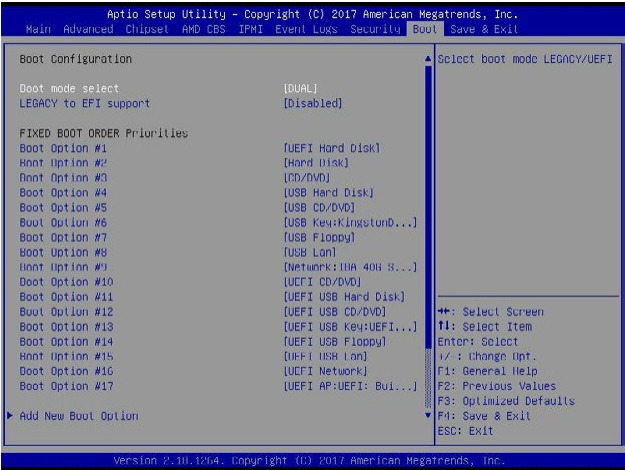 Aptio Setup Utility – Copyright (C) 2017 American Megatrends, Inc.
Main Advanced Chipset AMD CBS IPMI Event Logs Security Boot Save & Exit
Boot Configuration
Boot mode select [DUAL]
LEGACY to EFI support [Disabled]
FIXED BOOT ORDER Priorities
Boot Option #1 [UEFI Hard Disk]
Boot Option #2 [Hard Disk]
Boot Option #3 [CD/DVD]
Boot Option #4 [USB Hard Disk]
Boot Option #5 [USB CD/DVD]
Boot Option #6 [USB Key:KingstonD...]
Boot Option #7 [USB Floppy]
Boot Option #8 [USB Lan]
Boot Option #9 [Network:IBA 40G S...]
Boot Option #10 [UEFI CD/DVD]
Boot Option #11 [UEFI USB Hard Disk]
Boot Option #12 [UEFI USB CD/DVD]
Boot Option #13 [UEFI USB Key:UEFI...]
Boot Option #14 [UEFI USB Floppy]
Boot Option #15 [UEFI USB Lan]
Boot Option #16 [UEFI Network]
Boot Option #17 [UEFI AP:UEFI: Bui...]
Add New Boot Option
Select boot mode LEGACY/UEFI
→←: Select Screen
↑↓: Select Item
Enter: Select
+/-: Change Opt.
F1: General Help
F2: Previous Values
F3: Optimized Defaults
F4: Save & Exit
ESC: Exit
Version 2.18.1264. Copyright (C) 2017 American Megatrends, Inc.